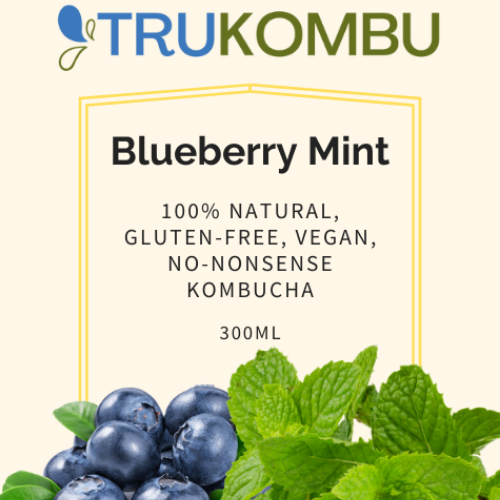 TRUKOMBU
Blueberry Mint
100% NATURAL,
GLUTEN-FREE, VEGAN,
NO-NONSENSE
KOMBUCHA
300ML